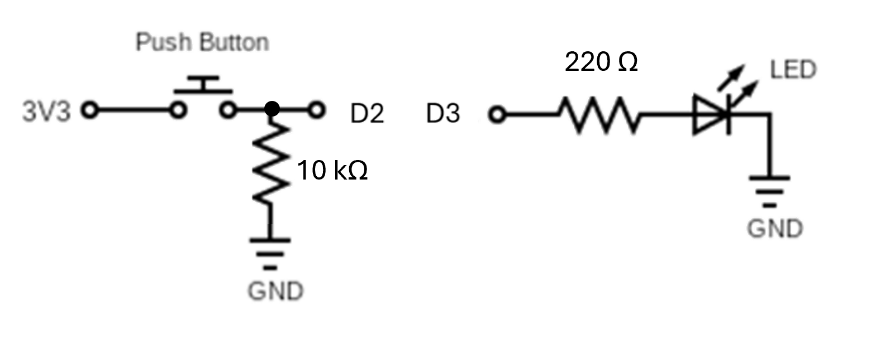 Push Button
3V3
D2
10 kΩ
GND
D3
220 Ω
LED
GND